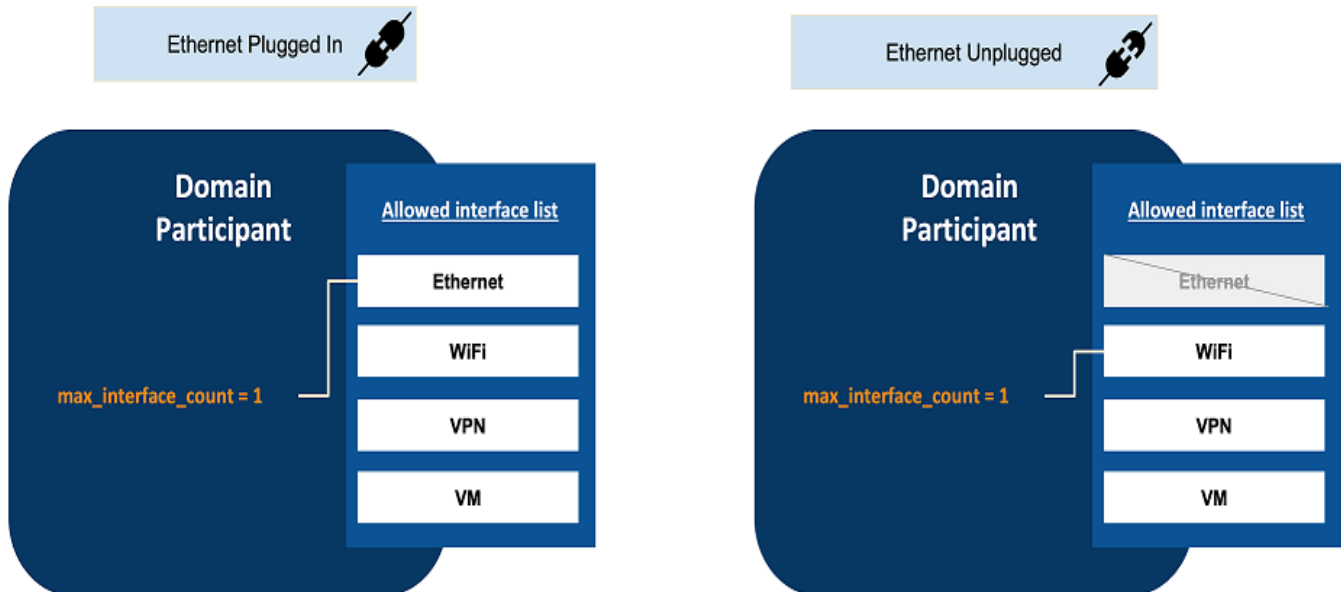 Ethernet Plugged In
Domain
Participant
Allowed interface list
Ethernet
WiFi
max_interface_count = 1
VPN
VM
Ethernet Unplugged
Domain
Participant
Allowed interface list
Ethernet
WiFi
max_interface_count = 1
VPN
VM